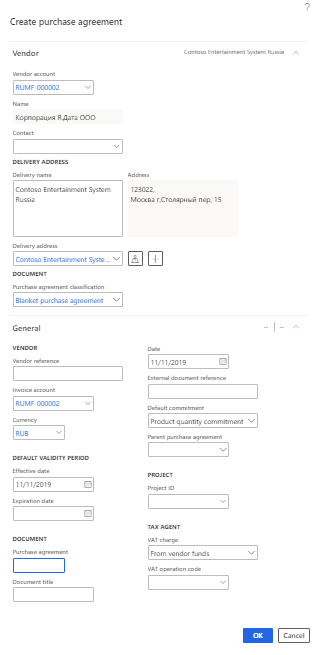 ?
Create purchase agreement
Vendor
Contoso Entertainment System Russia
Vendor account
RUMF-000002
Name
Корпорация Я,Дата ООО
Contact
DELIVERY ADDRESS
Delivery name
Address
Contoso Entertainment System
Russia
123022,
Москва г,Столярный пер, 15
Delivery address
Contoso Entertainment Syste...
DOCUMENT
Purchase agreement classification
Blanket purchase agreement
General
-- | --
VENDOR
Vendor reference
Invoice account
RUMF-000002
Currency
RUB
DEFAULT VALIDITY PERIOD
Effective date
11/11/2019
Expiration date
DOCUMENT
Purchase agreement
Document title
Date
11/11/2019
External document reference
Default commitment
Product quantity commitment
Parent purchase agreement
PROJECT
Project ID
TAX AGENT
VAT charge
From vendor funds
VAT operation code
OK
Cancel